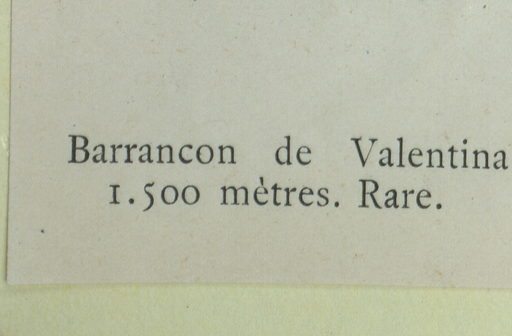 Barrancon de Valentina
1.500 mètres. Rare.